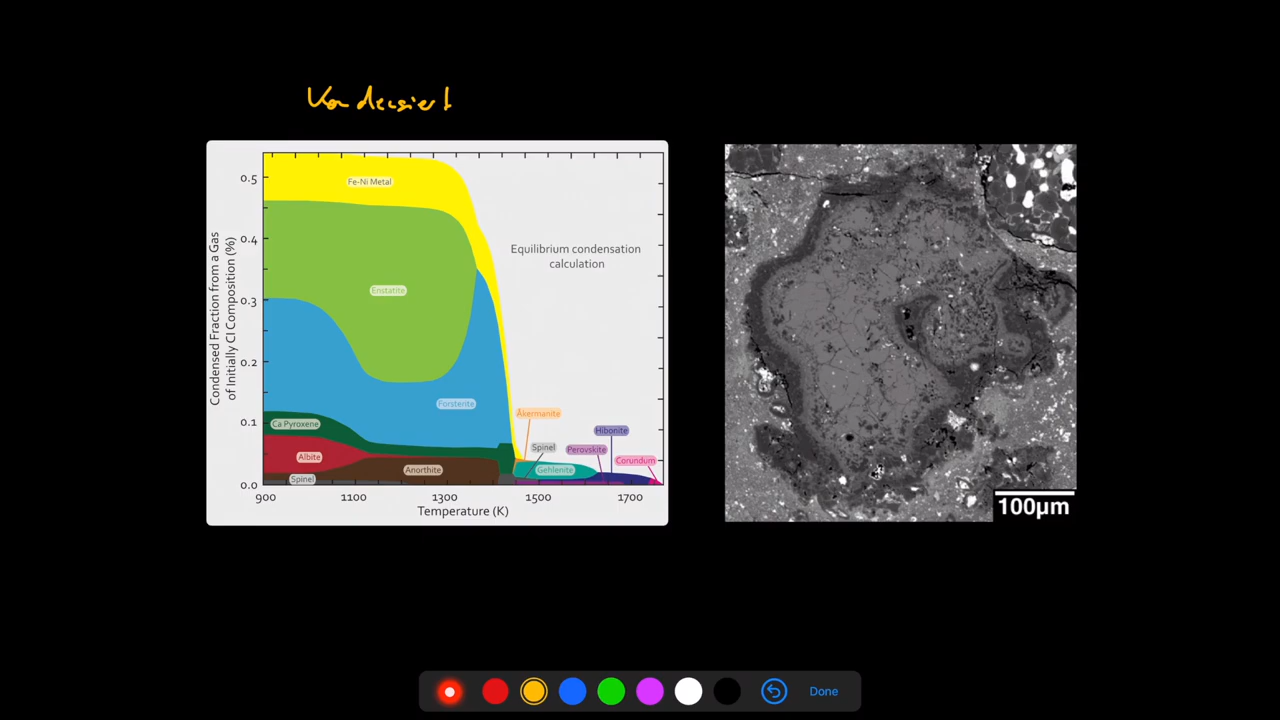 Kondensiert
0.5
0.4
0.3
0.2
0.1
0.0
Condensed Fraction from a Gas
of Initially CI Composition (%)
Fe-Ni Metal
Enstatite
Forsterite
Ca Pyroxene
Albite
Spinel
Anorthite
Equilibrium condensation
calculation
Åkermanite
Spinel
Gehlenite
Perovskite
Hibonite
Corundum
900 1100 1300 1500 1700
Temperature (K)
100µm
Done